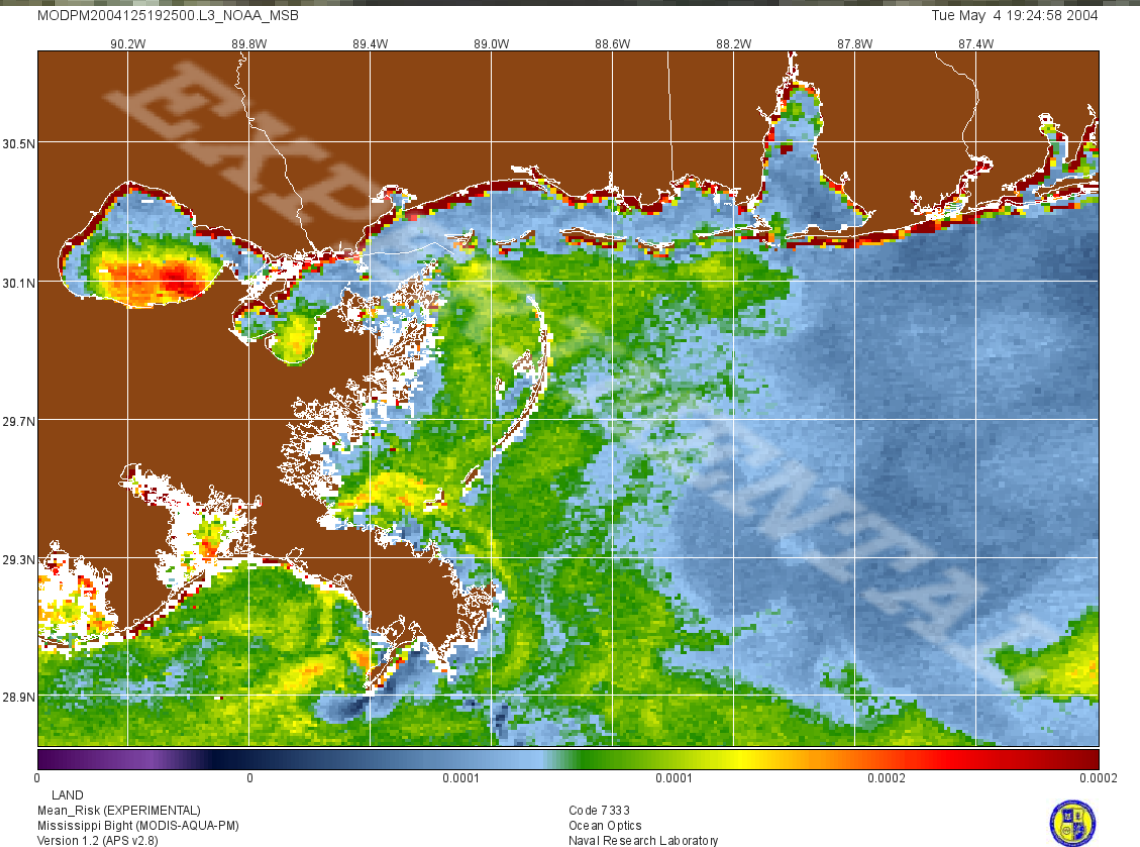 MODPM2004125192500.L3_NOAA_MSB
Tue May 4 19:24:58 2004
90.2W 89.8W 89.4W 89.0W 88.6W 88.2W 87.8W 87.4W
30.5N
30.1N
29.7N
29.3N
28.9N
EXPERIMENTAL
0 0 0.0001 0.0001 0.0002 0.0002
LAND
Mean_Risk (EXPERIMENTAL)
Mississippi Bight (MODIS-AQUA-PM)
Version 1.2 (APS v2.8)
Code 7333
Ocean Optics
Naval Research Laboratory